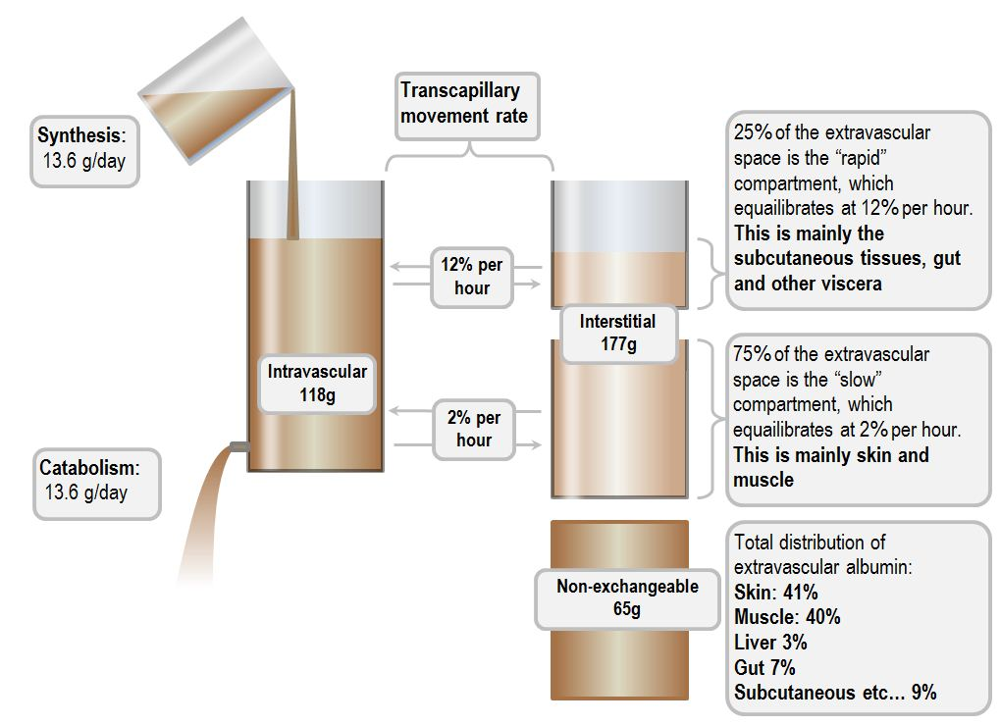 Transcapillary
movement rate
Synthesis:
13.6 g/day
25% of the extravascular
space is the “rapid”
compartment, which
equailibrates at 12% per hour.
This is mainly the
subcutaneous tissues, gut
and other viscera
12% per
hour
Interstitial
177g
Intravascular
118g
75% of the extravascular
space is the “slow”
compartment, which
equailibrates at 2% per hour.
This is mainly skin and
muscle
2% per
hour
Catabolism:
13.6 g/day
Non-exchangeable
65g
Total distribution of
extravascular albumin:
Skin: 41%
Muscle: 40%
Liver 3%
Gut 7%
Subcutaneous etc... 9%